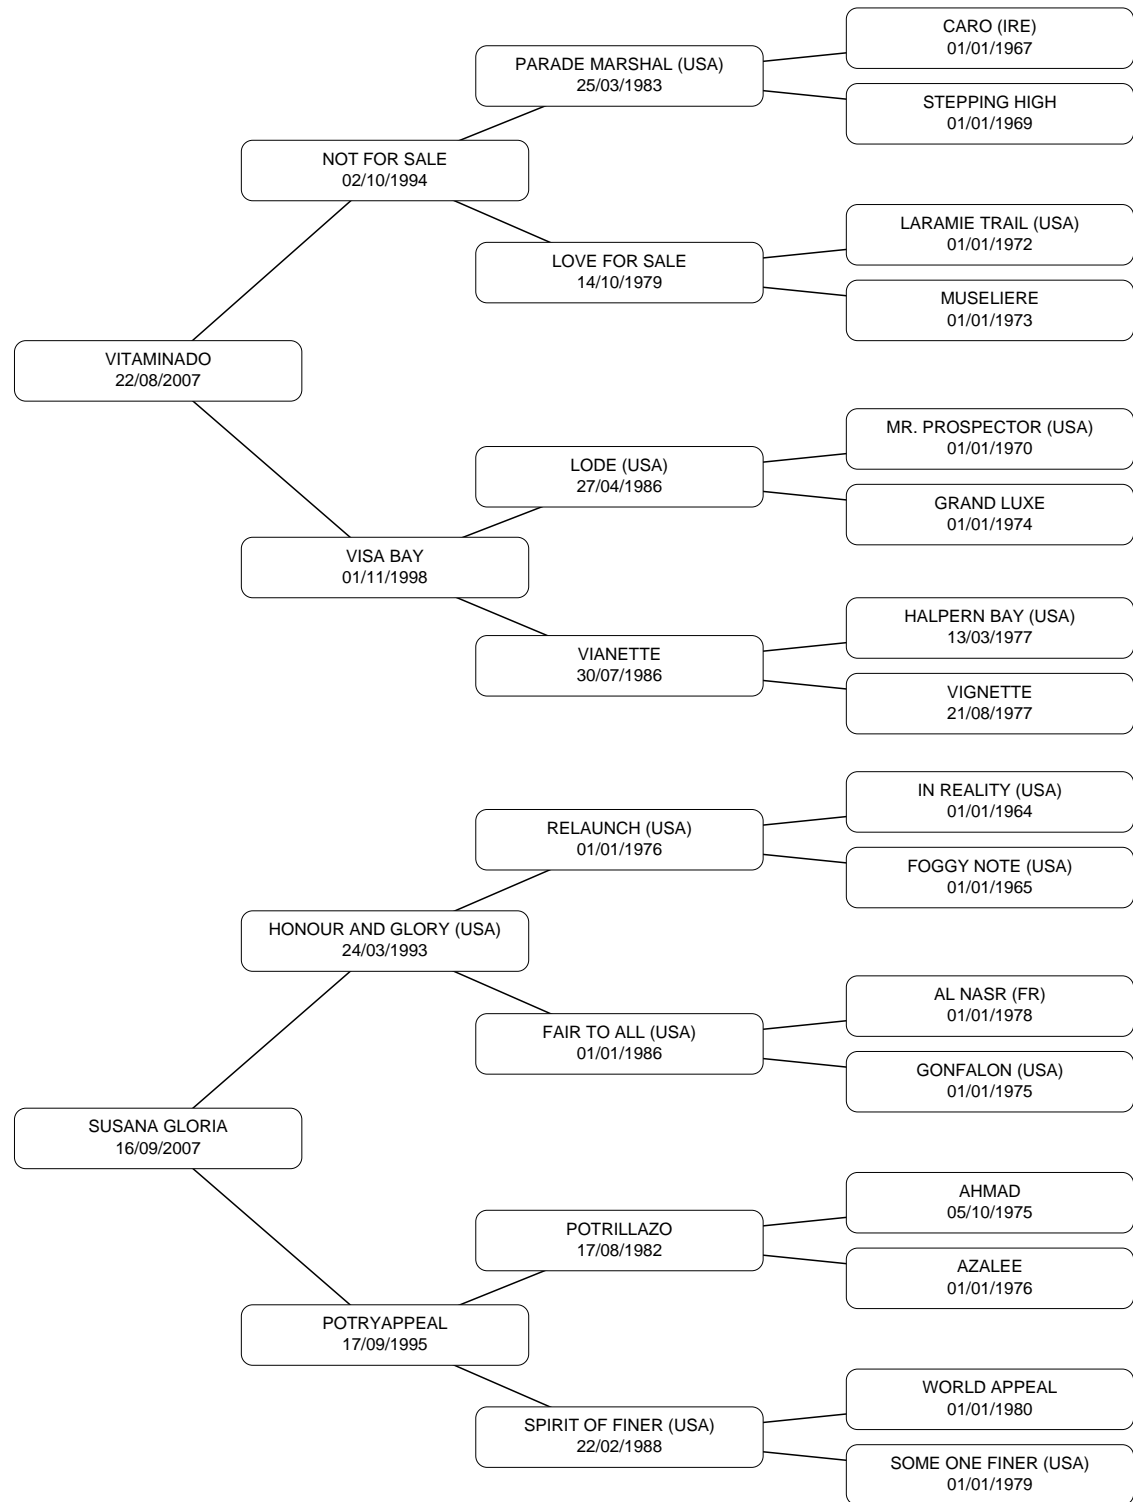 CARO (IRE)
01/01/1967
PARADE MARSHAL (USA)
25/03/1983
STEPPING HIGH
01/01/1969
NOT FOR SALE
02/10/1994
LARAMIE TRAIL (USA)
01/01/1972
LOVE FOR SALE
14/10/1979
MUSELIERE
01/01/1973
VITAMINADO
22/08/2007
MR. PROSPECTOR (USA)
01/01/1970
LODE (USA)
27/04/1986
GRAND LUXE
01/01/1974
VISA BAY
01/11/1998
HALPERN BAY (USA)
13/03/1977
VIANETTE
30/07/1986
VIGNETTE
21/08/1977
IN REALITY (USA)
01/01/1964
RELAUNCH (USA)
01/01/1976
FOGGY NOTE (USA)
01/01/1965
HONOUR AND GLORY (USA)
24/03/1993
AL NASR (FR)
01/01/1978
FAIR TO ALL (USA)
01/01/1986
GONFALON (USA)
01/01/1975
SUSANA GLORIA
16/09/2007
AHMAD
05/10/1975
POTRILLAZO
17/08/1982
AZALEE
01/01/1976
POTRYAPPEAL
17/09/1995
WORLD APPEAL
01/01/1980
SPIRIT OF FINER (USA)
22/02/1988
SOME ONE FINER (USA)
01/01/1979